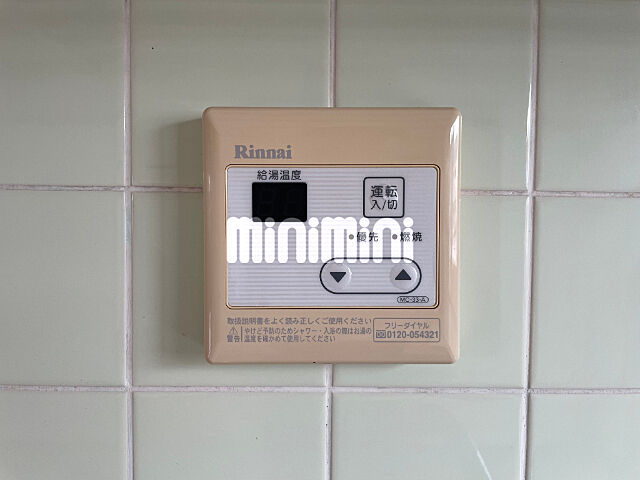 Rinnai
給湯温度
運転
入/切
minimini
優先 燃焼
MC-33-A
取扱説明書をよく読み正しくご使用ください
警告 やけど予防のためシャワー・入浴の際はお湯の
温度を確かめて使用してください
フリーダイヤル
0120-054321